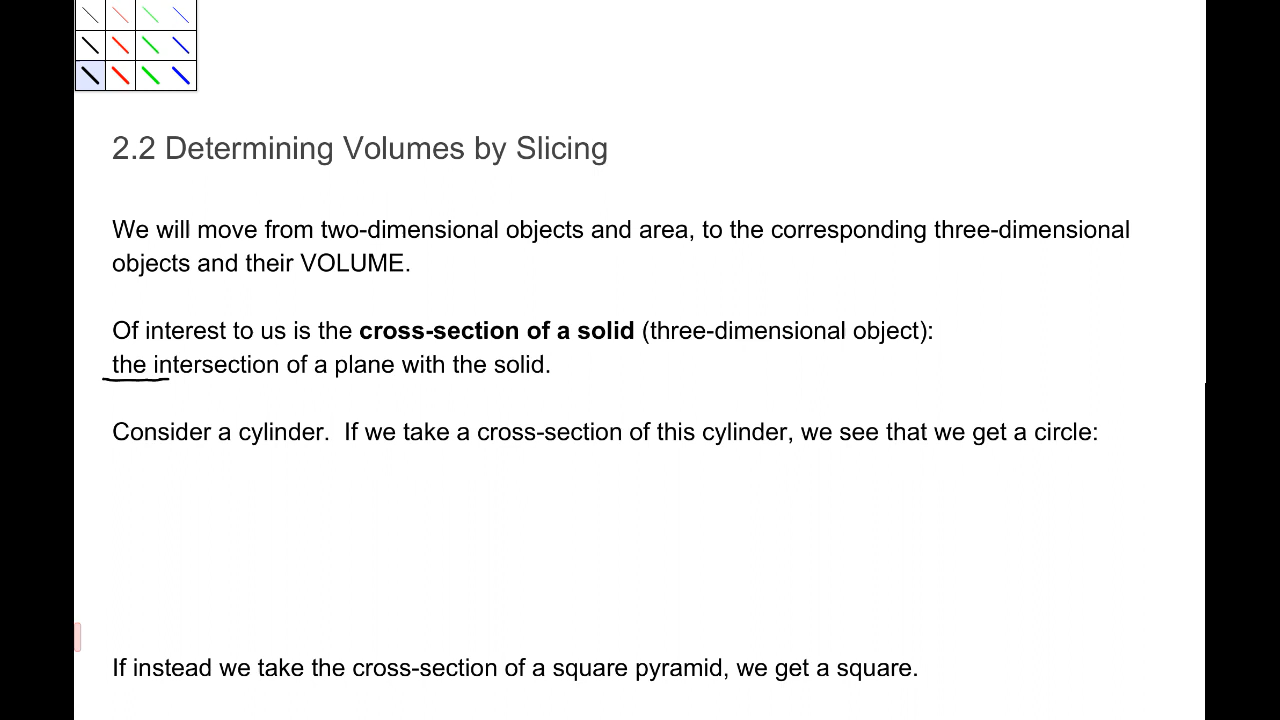 2.2 Determining Volumes by Slicing
We will move from two-dimensional objects and area, to the corresponding three-dimensional
objects and their VOLUME.
Of interest to us is the cross-section of a solid (three-dimensional object):
the intersection of a plane with the solid.
Consider a cylinder.  If we take a cross-section of this cylinder, we see that we get a circle:
If instead we take the cross-section of a square pyramid, we get a square.